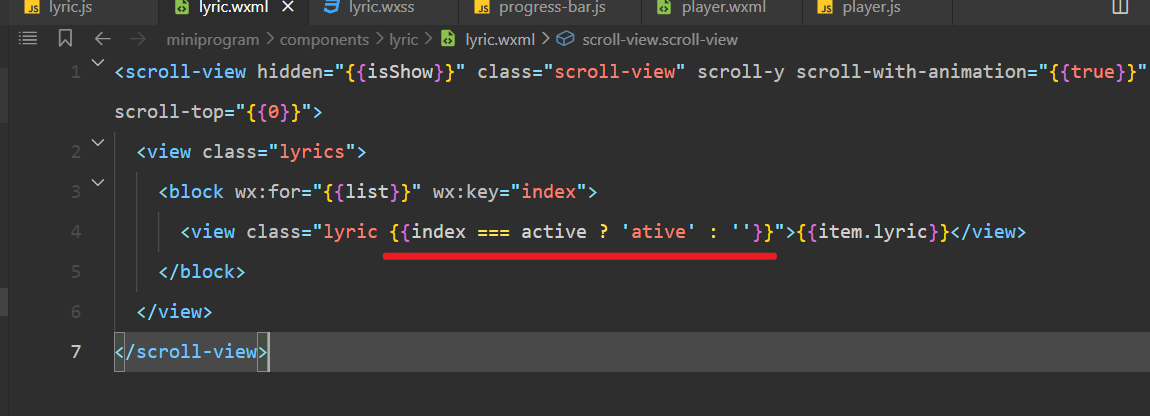 JS lyric.js lyric.wxml × lyric.wxss JS progress-bar.js player.wxml JS player.js
miniprogram > components > lyric > lyric.wxml > scroll-view.scroll-view
1 <scroll-view hidden="{{isShow}}" class="scroll-view" scroll-y scroll-with-animation="{{true}}"
scroll-top="{{0}}">
2 <view class="lyrics">
3 <block wx:for="{{list}}" wx:key="index">
4 <view class="lyric {{index === active ? 'ative' : ''}}">{{item.lyric}}</view>
5 </block>
6 </view>
7 </scroll-view>